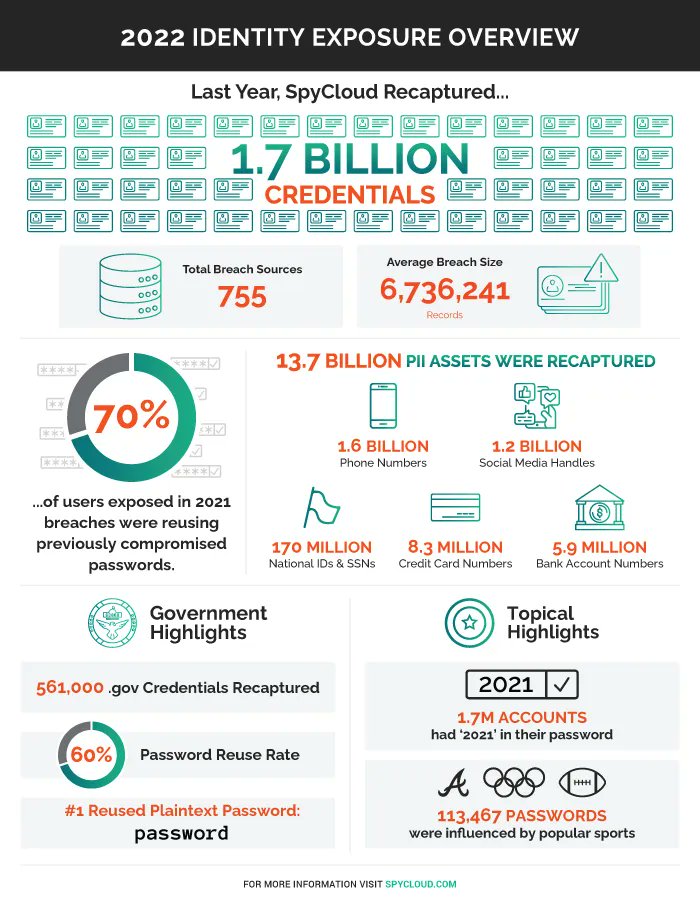 2022 IDENTITY EXPOSURE OVERVIEW
Last Year, SpyCloud Recaptured...
1.7 BILLION
CREDENTIALS
Total Breach Sources
755
Average Breach Size
6,736,241
Records
70%
...of users exposed in 2021
breaches were reusing
previously compromised
passwords.
13.7 BILLION PII ASSETS WERE RECAPTURED
1.6 BILLION
Phone Numbers
1.2 BILLION
Social Media Handles
170 MILLION
National IDs & SSNs
8.3 MILLION
Credit Card Numbers
5.9 MILLION
Bank Account Numbers
Government
Highlights
561,000 .gov Credentials Recaptured
60%
Password Reuse Rate
#1 Reused Plaintext Password:
password
Topical
Highlights
2021
1.7M ACCOUNTS
had ‘2021’ in their password
A
113,467 PASSWORDS
were influenced by popular sports
FOR MORE INFORMATION VISIT SPYCLOUD.COM